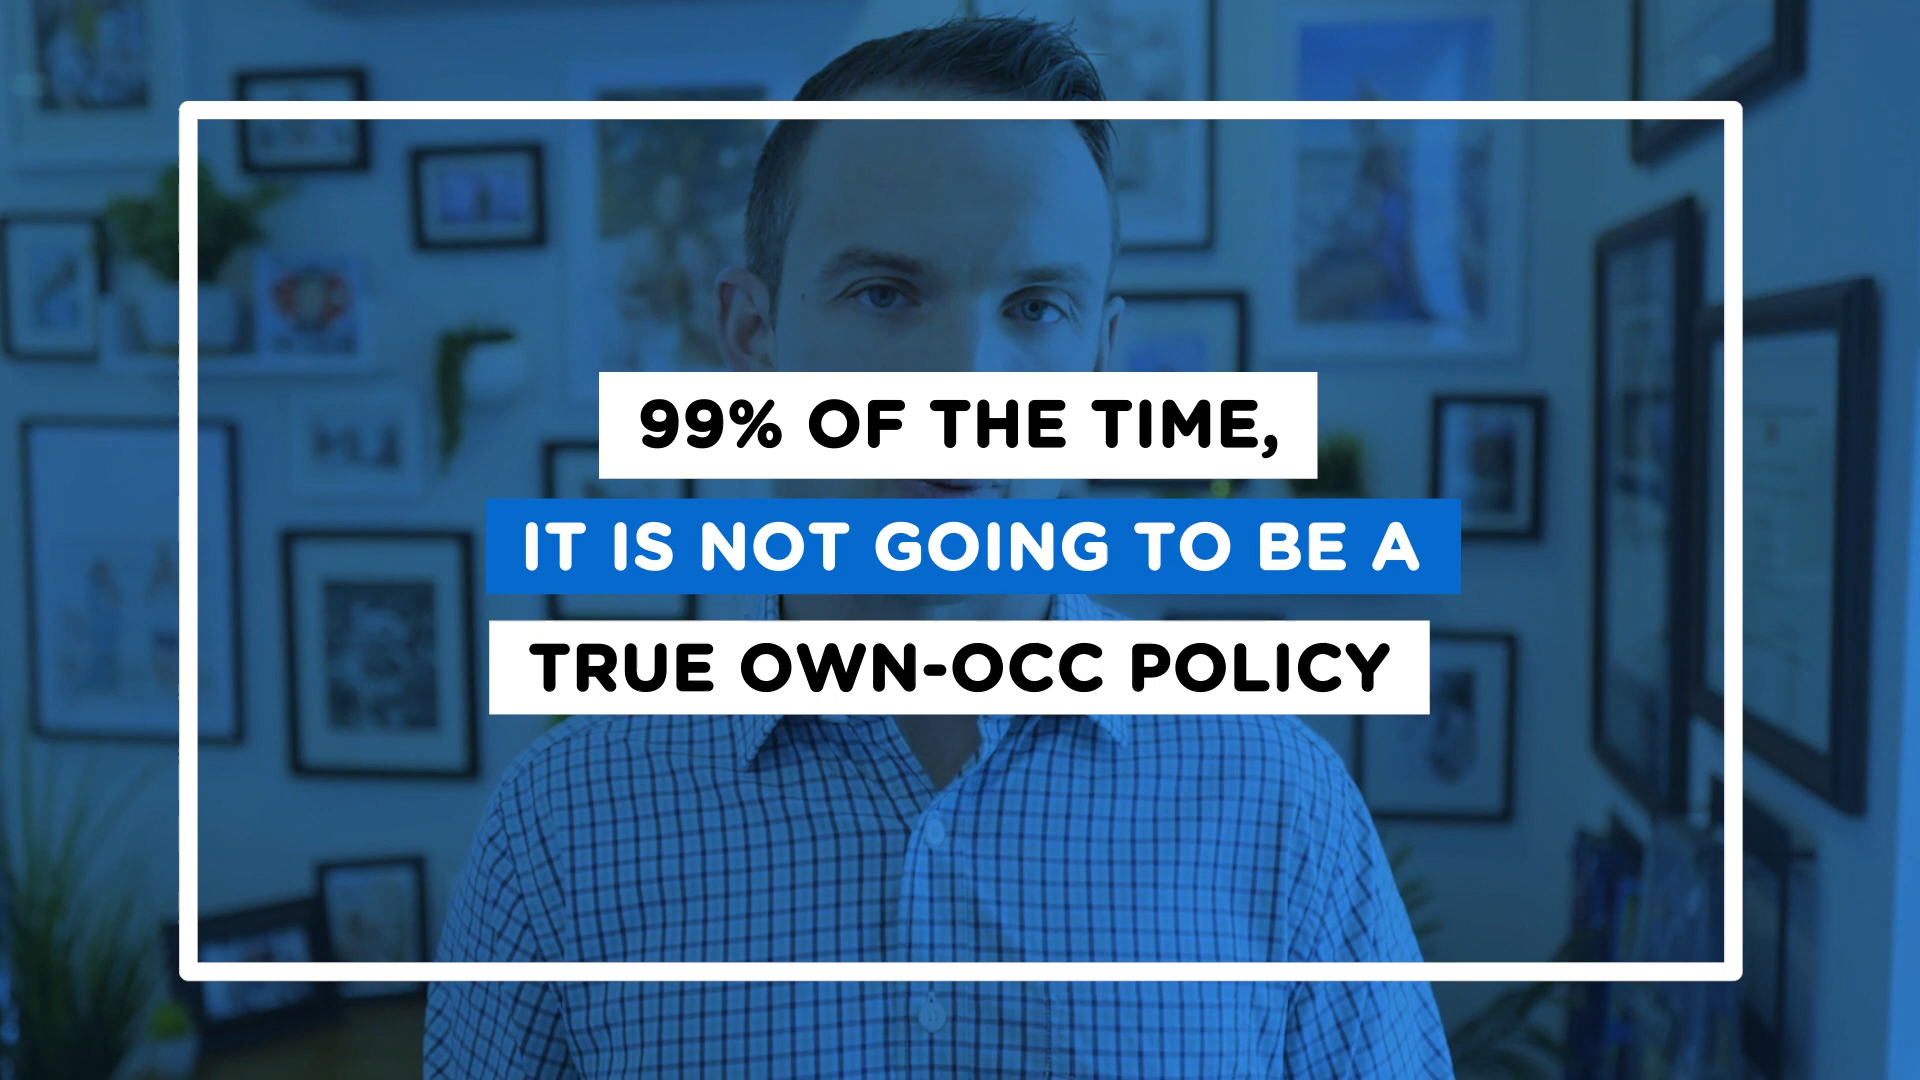 99% OF THE TIME,
IT IS NOT GOING TO BE A
TRUE OWN-OCC POLICY